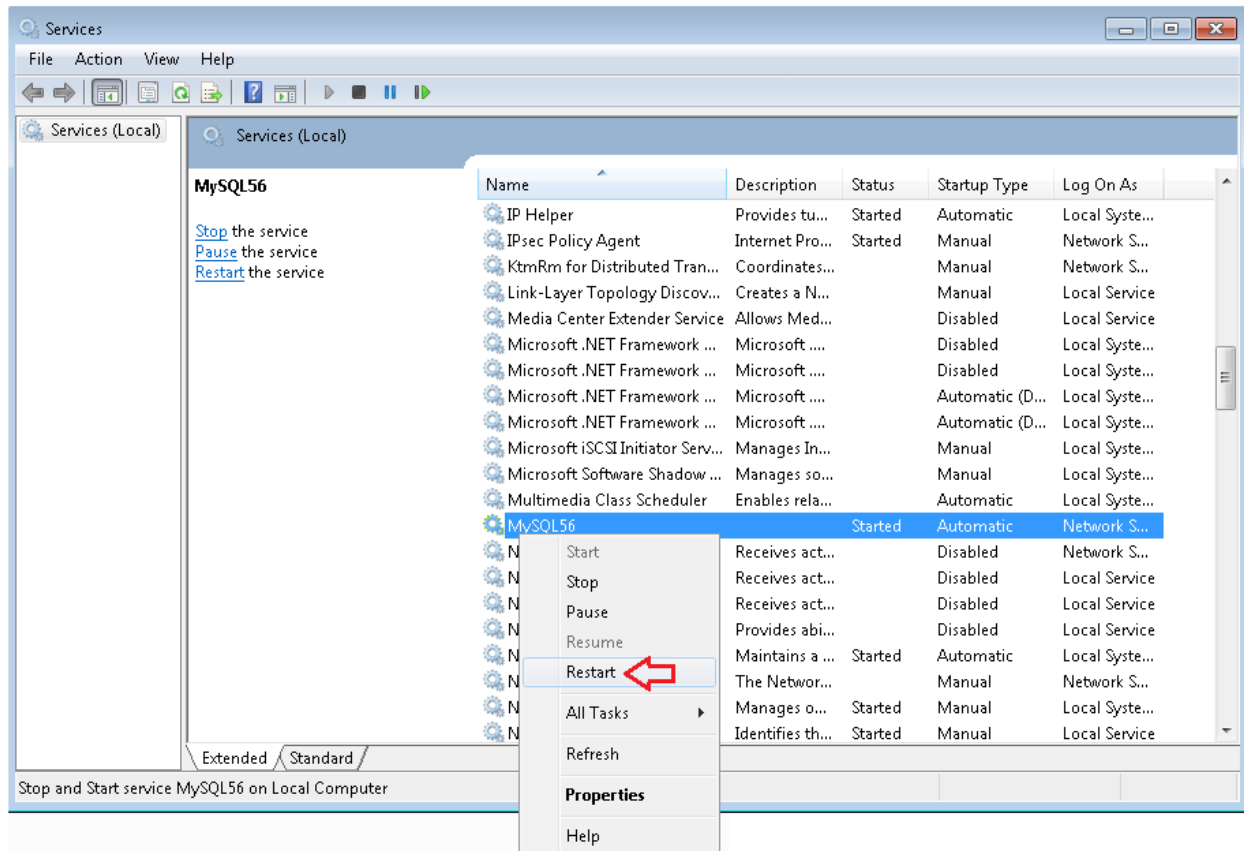 Services
File Action View Help
Services (Local)
Services (Local)
MySQL56
Stop the service
Pause the service
Restart the service
Name Description Status Startup Type Log On As
IP Helper Provides tu... Started Automatic Local Syste...
IPsec Policy Agent Internet Pro... Started Manual Network S...
KtmRm for Distributed Tran... Coordinates... Manual Network S...
Link-Layer Topology Discov... Creates a N... Manual Local Service
Media Center Extender Service Allows Med... Disabled Local Service
Microsoft .NET Framework ... Microsoft .... Disabled Local Syste...
Microsoft .NET Framework ... Microsoft .... Disabled Local Syste...
Microsoft .NET Framework ... Microsoft .... Automatic (D... Local Syste...
Microsoft .NET Framework ... Microsoft .... Automatic (D... Local Syste...
Microsoft iSCSI Initiator Serv... Manages In... Manual Local Syste...
Microsoft Software Shadow ... Manages so... Manual Local Syste...
Multimedia Class Scheduler Enables rela... Automatic Local Syste...
MySQL56 Started Automatic Network S...
N Start Receives act... Disabled Network S...
N Stop Receives act... Disabled Local Service
N Pause Receives act... Disabled Local Service
N Resume Provides abi... Disabled Local Service
N Restart Maintains a ... Started Automatic Local Syste...
N The Networ... Manual Network S...
N All Tasks Manages o... Started Manual Local Syste...
N Identifies th... Started Manual Local Service
Refresh
Properties
Help
Extended Standard
Stop and Start service MySQL56 on Local Computer